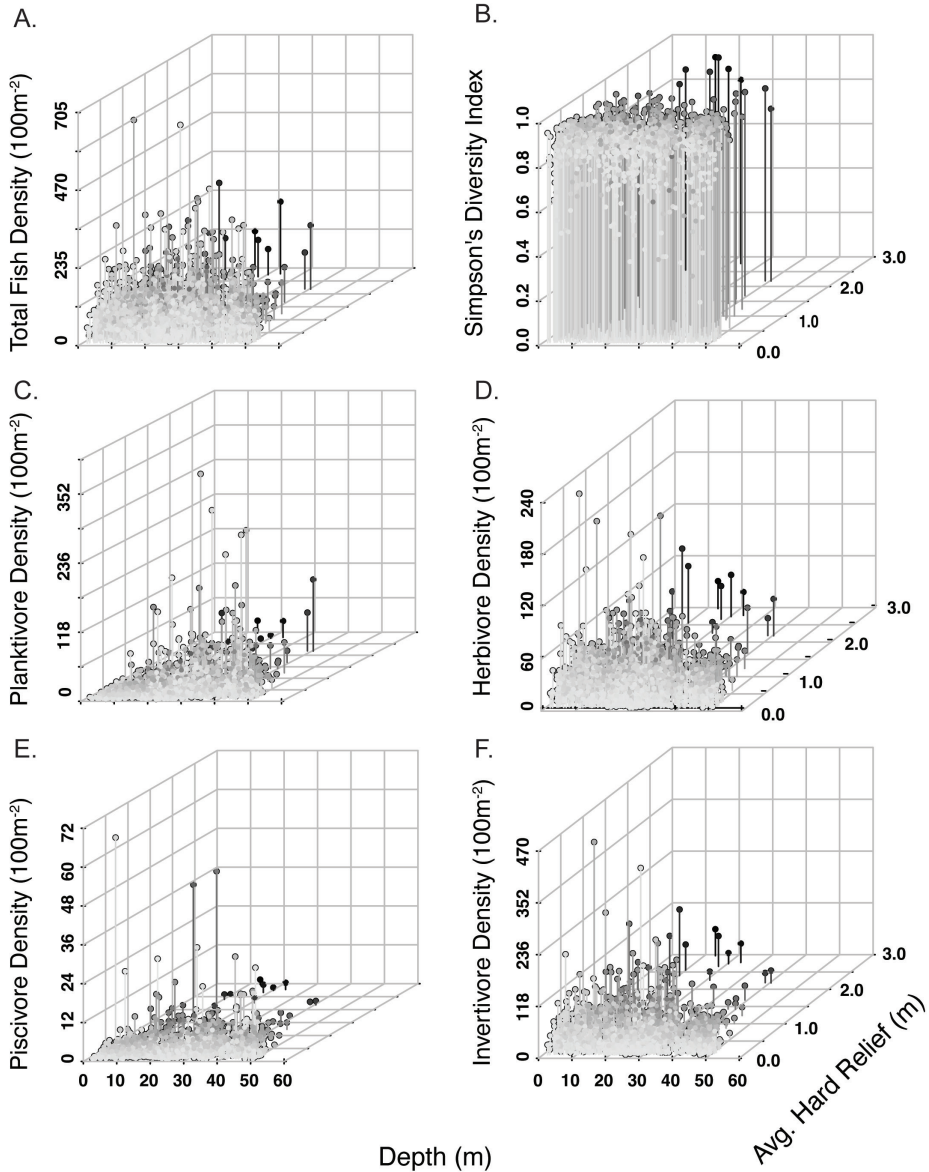 A.
Total Fish Density (100m-2)
705
470
235
0
B.
Simpson's Diversity Index
1.0
0.8
0.6
0.4
0.2
0.0
3.0
2.0
1.0
0.0
C.
Planktivore Density (100m-2)
352
236
118
0
D.
Herbivore Density (100m-2)
240
180
120
60
0
3.0
2.0
1.0
0.0
E.
Piscivore Density (100m-2)
72
60
48
36
24
12
0
0 10 20 30 40 50 60
F.
Invertivore Density (100m-2)
470
352
236
118
0
3.0
2.0
1.0
0.0
0 10 20 30 40 50 60
Depth (m)
Avg. Hard Relief (m)